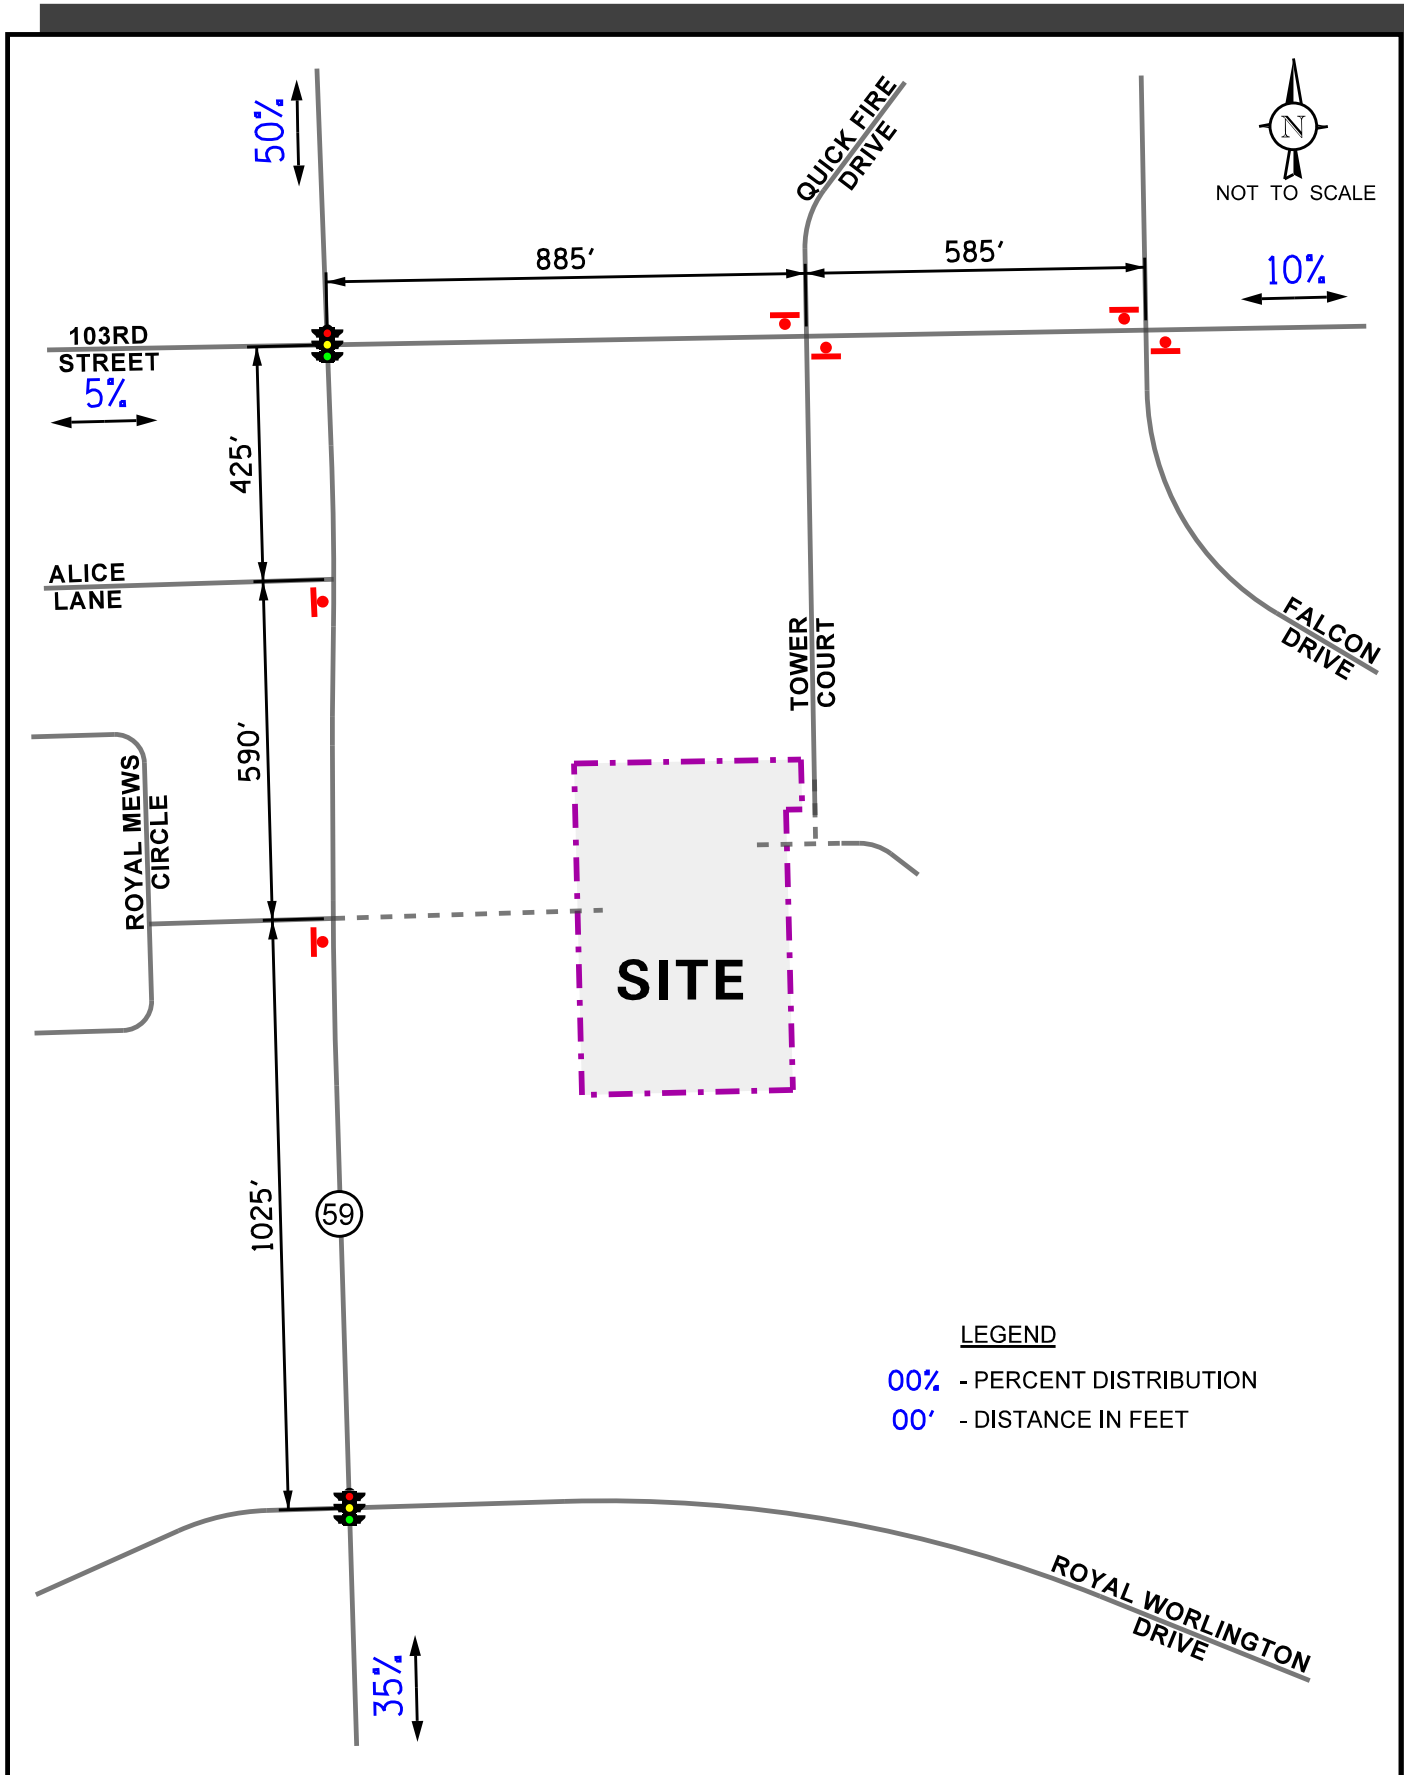 50%
QUICK FIRE
DRIVE
N
NOT TO SCALE
885'
585'
10%
103RD
STREET
5%
425'
ALICE
LANE
FALCON
DRIVE
TOWER
COURT
590'
ROYAL MEWS
CIRCLE
SITE
1025'
59
LEGEND
00% - PERCENT DISTRIBUTION
00' - DISTANCE IN FEET
ROYAL WORLINGTON
DRIVE
35%